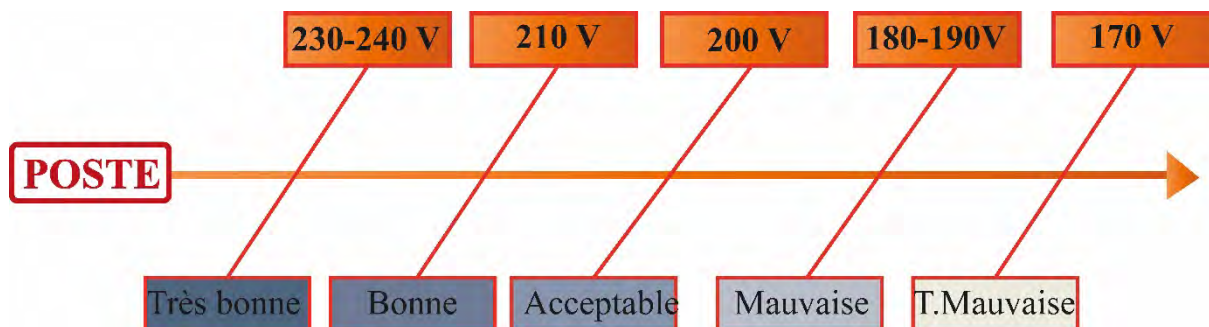 230-240 V
210 V
200 V
180-190V
170 V
POSTE
Très bonne
Bonne
Acceptable
Mauvaise
T.Mauvaise